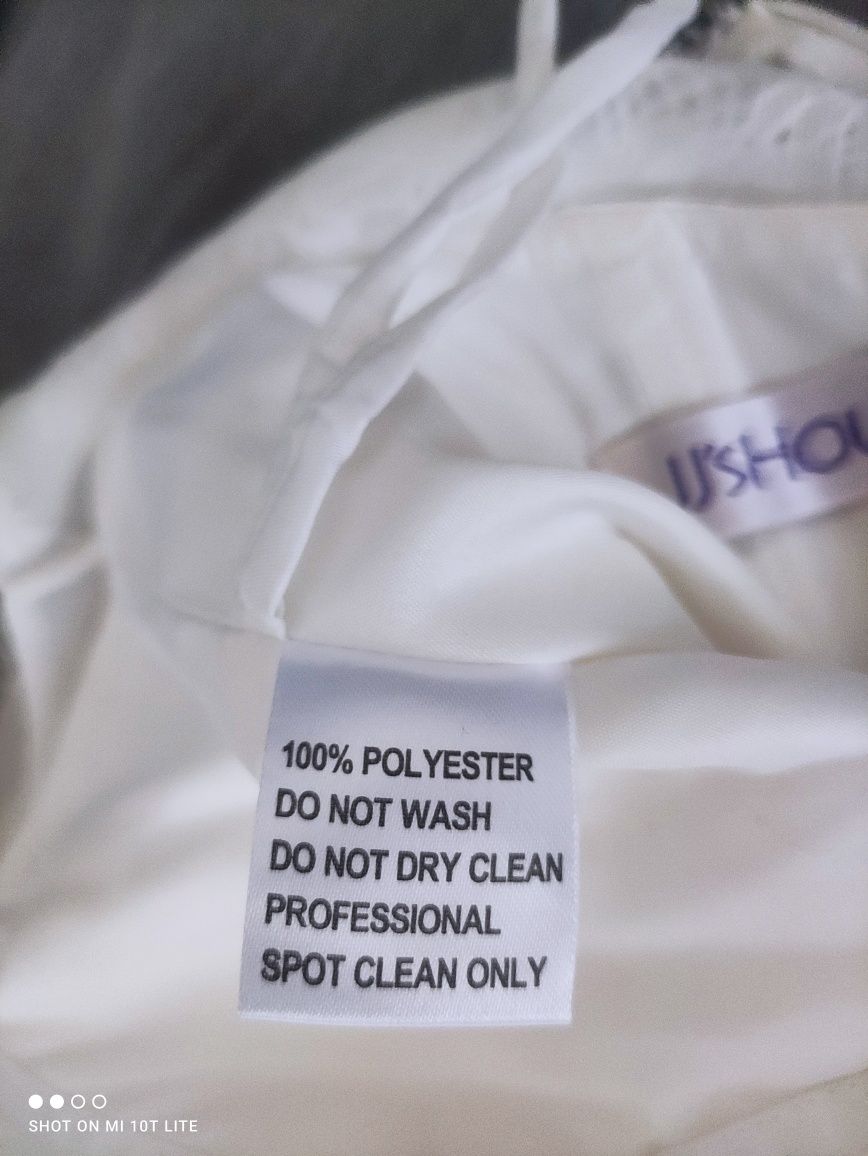 100% POLYESTER
DO NOT WASH
DO NOT DRY CLEAN
PROFESSIONAL
SPOT CLEAN ONLY
SHOT ON MI 10T LITE